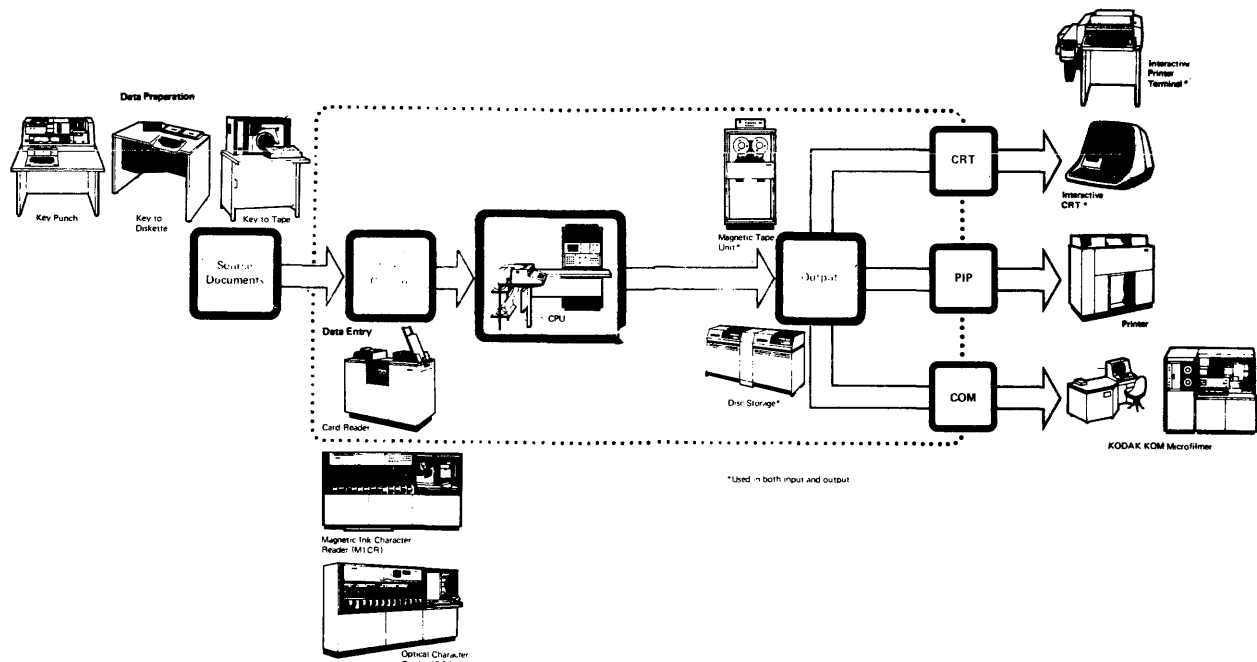 Interactive
Printer
Terminal*
Data Preparation
Key Punch
Key to
Diskette
Key to Tape
Magnetic Tape
Unit*
CRT
Interactive
CRT *
Source
Documents
CPU
Output
PIP
Printer
Data Entry
Card Reader
Disc Storage*
COM
KODAK KOM Microfilmer
*Used in both input and output
Magnetic Ink Character
Reader (MICR)
Optical Character